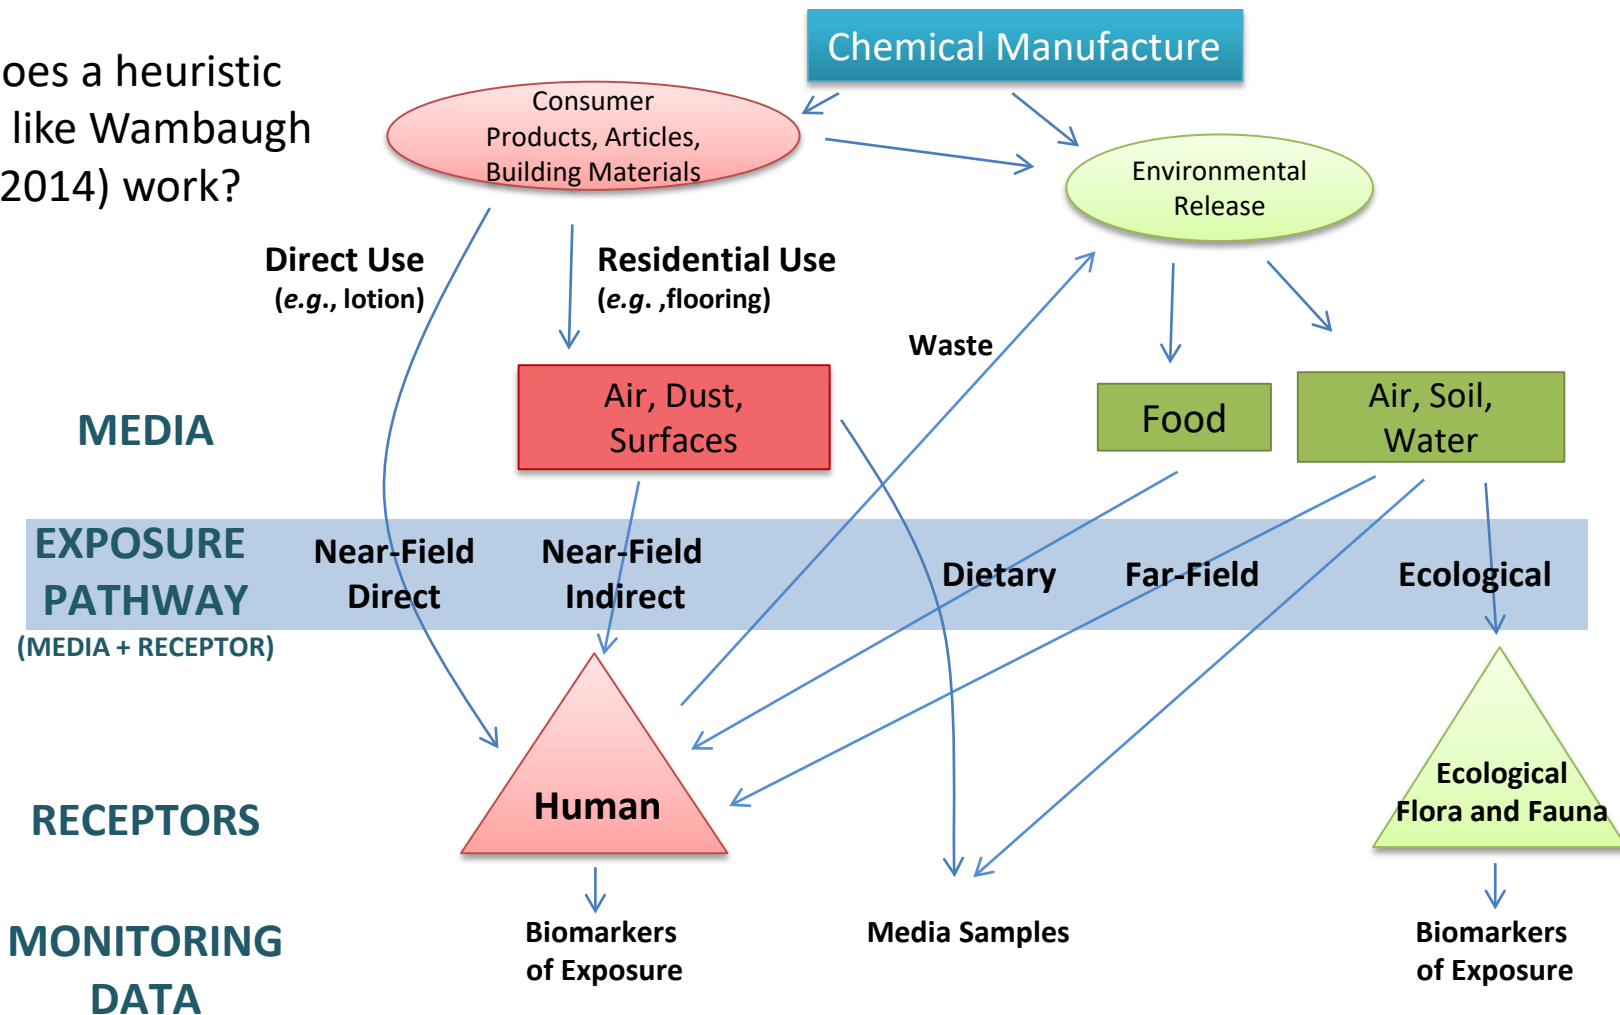 oes a heuristic
like Wambaugh
2014) work?
Chemical Manufacture
Consumer
Products, Articles,
Building Materials
Environmental
Release
Direct Use
(e.g., lotion)
Residential Use
(e.g. ,flooring)
Waste
MEDIA
Air, Dust,
Surfaces
Food
Air, Soil,
Water
EXPOSURE
PATHWAY
(MEDIA + RECEPTOR)
Near-Field
Direct
Near-Field
Indirect
Dietary
Far-Field
Ecological
RECEPTORS
Human
Ecological
Flora and Fauna
MONITORING
DATA
Biomarkers
of Exposure
Media Samples
Biomarkers
of Exposure